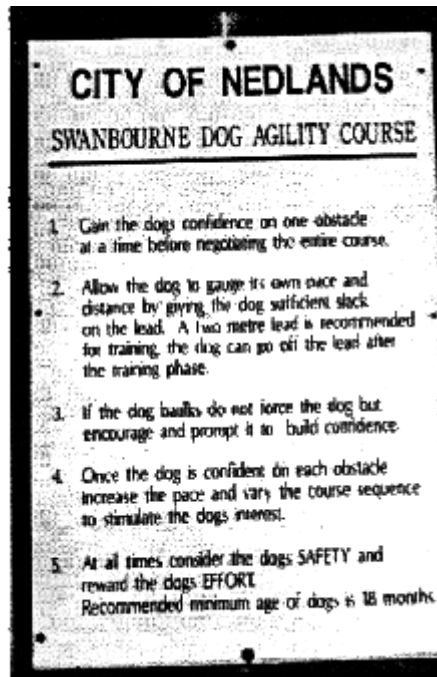 CITY OF NEDLANDS
SWANBOURNE DOG AGILITY COURSE
1. Gain the dogs confidence on one obstacle
at a time before negotiating the entire course.
2. Allow the dog to gauge its own pace and
distance by giving the dog sufficient slack
on the lead. A two metre lead is recommended
for training, the dog can go off the lead after
the training phase.
3. If the dog baulks do not force the dog but
encourage and prompt it to build confidence.
4. Once the dog is confident on each obstacle
increase the pace and vary the course sequence
to stimulate the dogs interest.
5. At all times consider the dogs SAFETY and
reward the dogs EFFORT.
Recommended minimum age of dogs is 18 months.